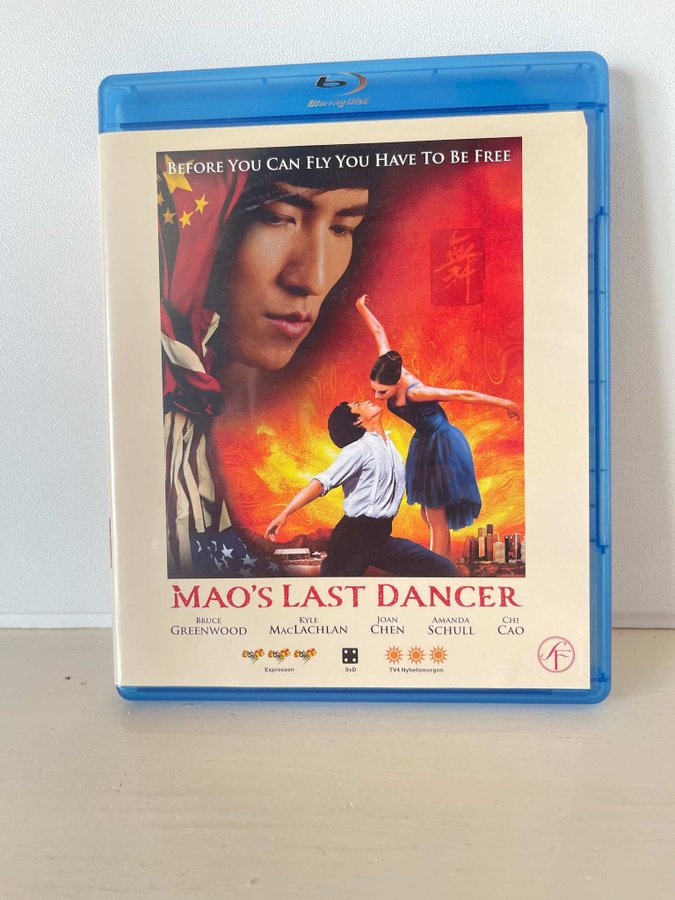 Blu-ray Disc
BEFORE YOU CAN FLY YOU HAVE TO BE FREE
舞
MAO'S LAST DANCER
BRUCE GREENWOOD
KYLE MACLACHLAN
JOAN CHEN
AMANDA SCHULL
CHI CAO
Expressen
SvD
TV4 Nyhetsmorgon
SF